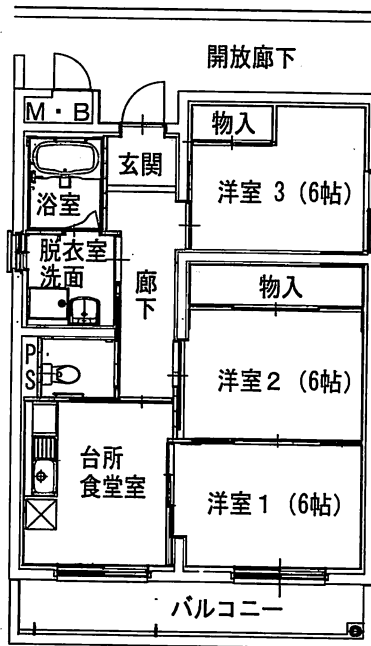 開放廊下
M・B
物入
玄関
浴室
洋室 3 (6帖)
脱衣室
洗面
廊下
物入
PS
洋室2 (6帖)
台所
食堂室
洋室1 (6帖)
バルコニー